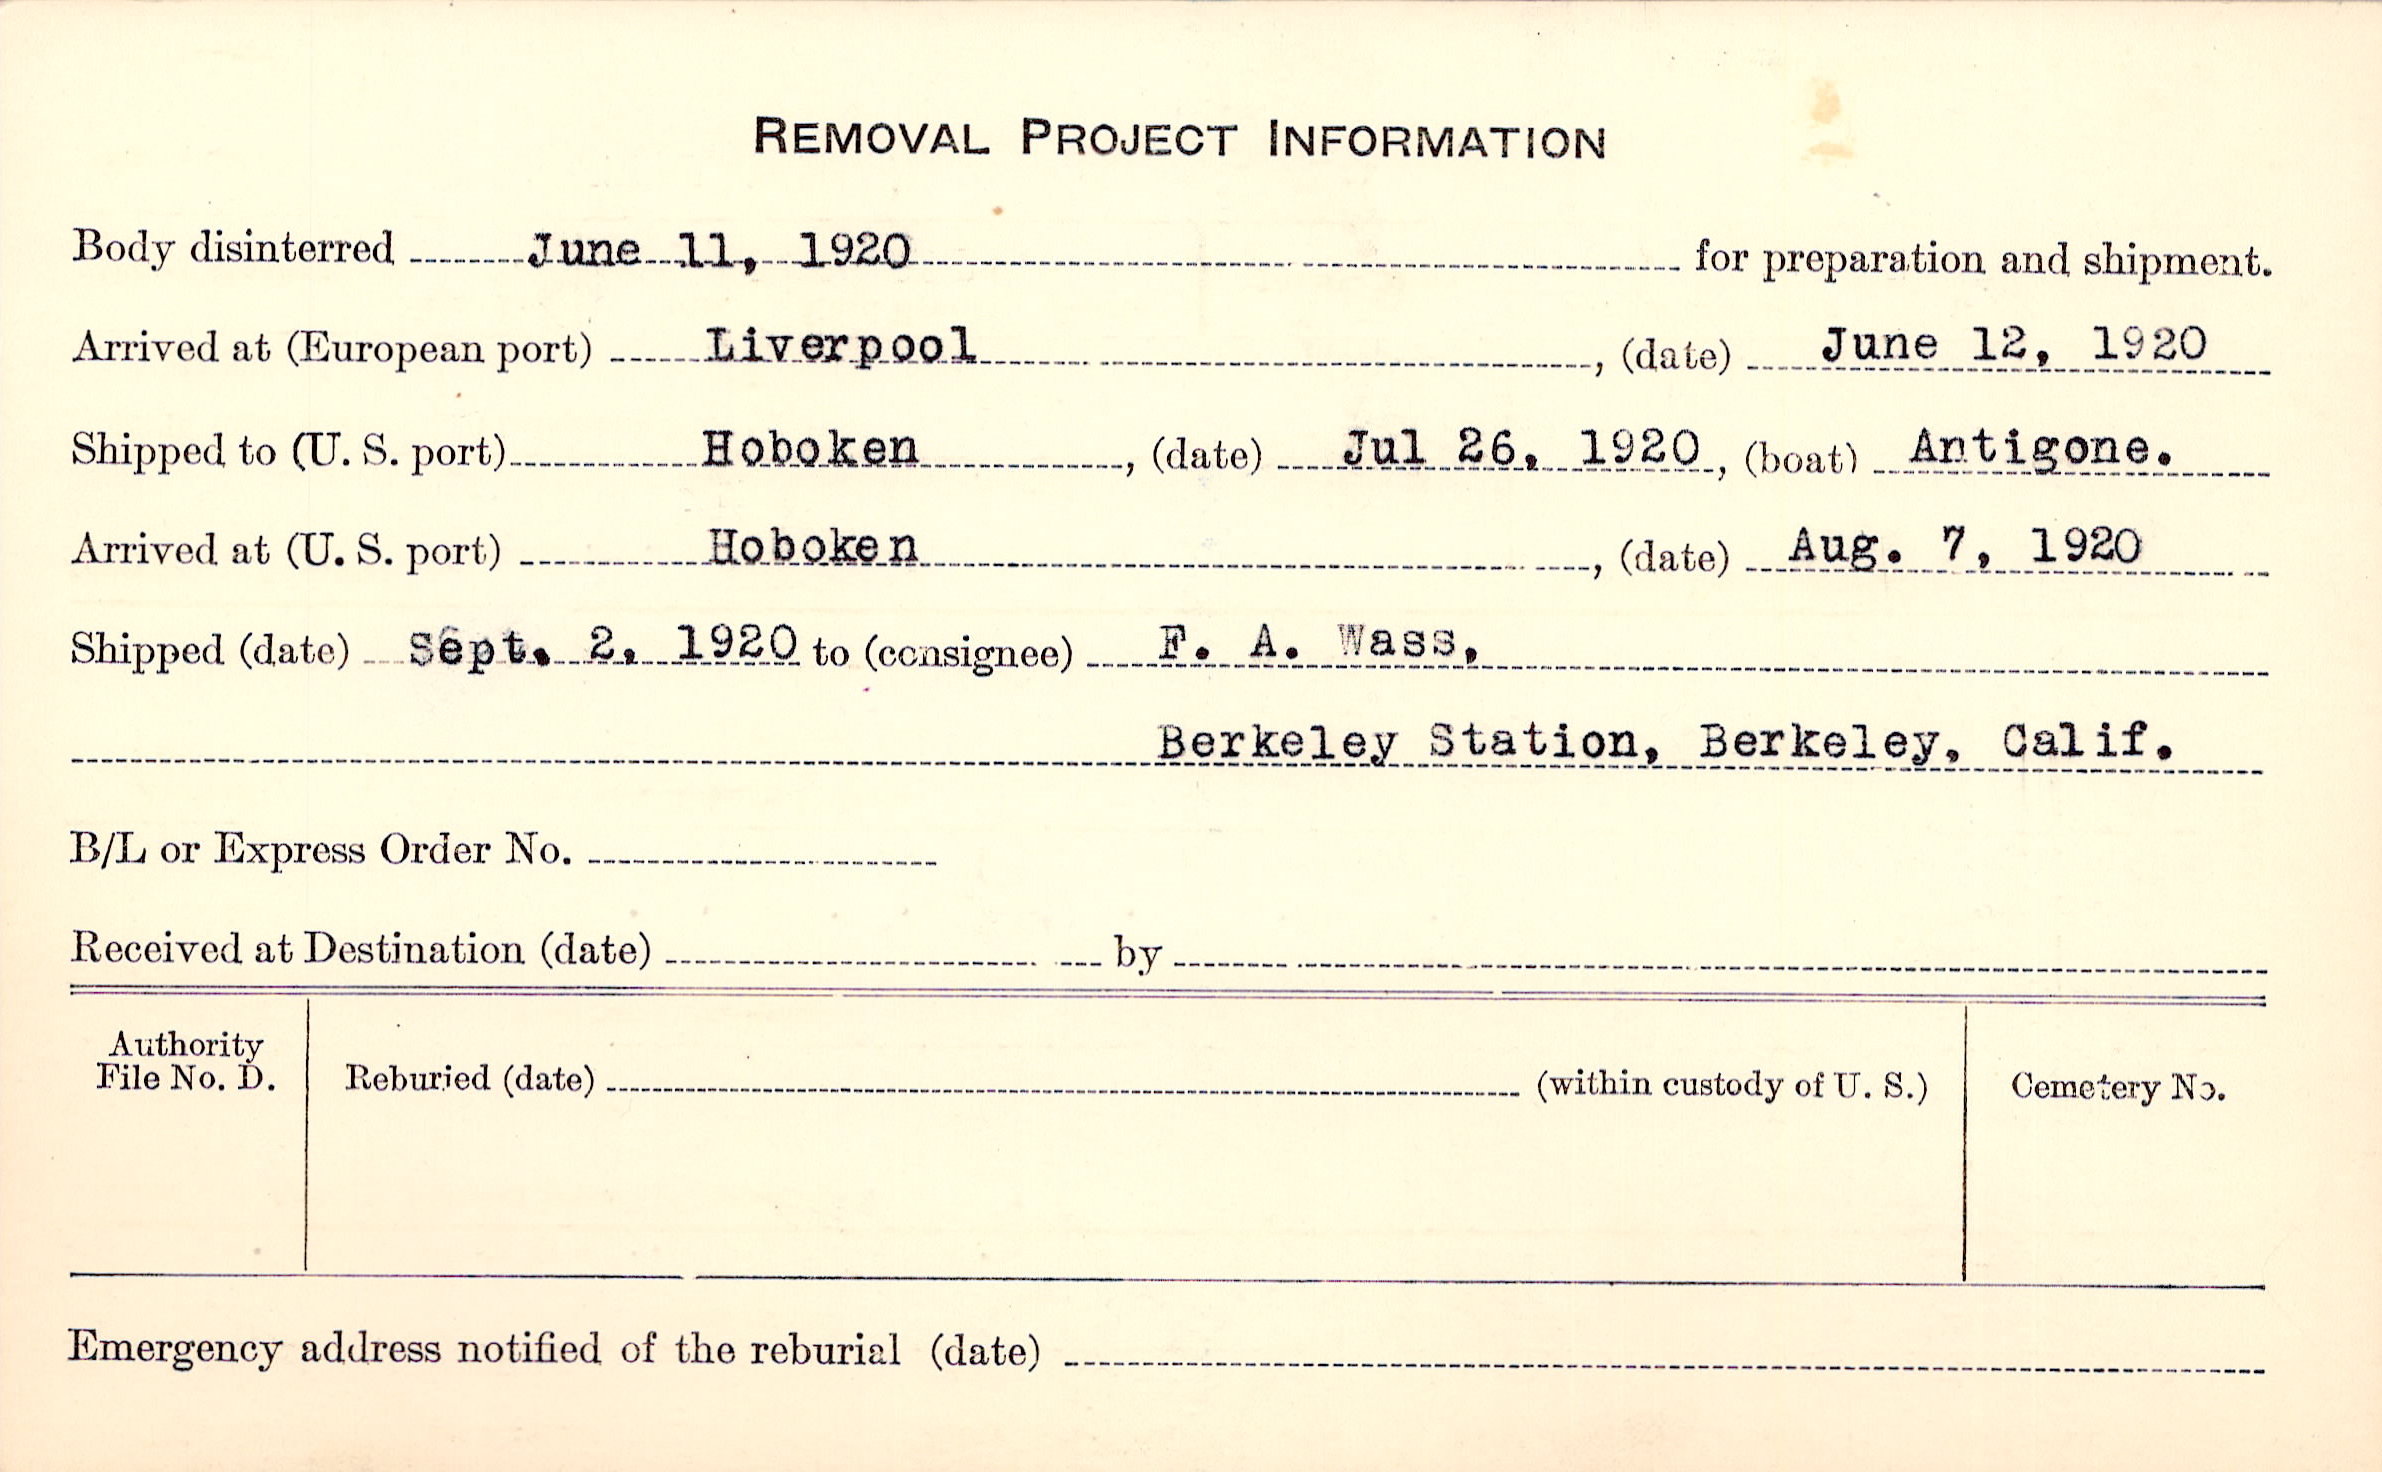 REMOVAL PROJECT INFORMATION
Body disinterred June 11, 1920 for preparation and shipment.
Arrived at (European port) Liverpool, (date) June 12, 1920
Shipped to (U. S. port) Hoboken, (date) Jul 26, 1920, (boat) Antigone.
Arrived at (U. S. port) Hoboken, (date) Aug. 7, 1920
Shipped (date) Sept. 2, 1920 to (consignee) F. A. Wass,
Berkeley Station, Berkeley, Calif.
B/L or Express Order No.
Received at Destination (date) by
Authority
File No. D.
Reburied (date) (within custody of U. S.)
Cemetery No.
Emergency address notified of the reburial (date)